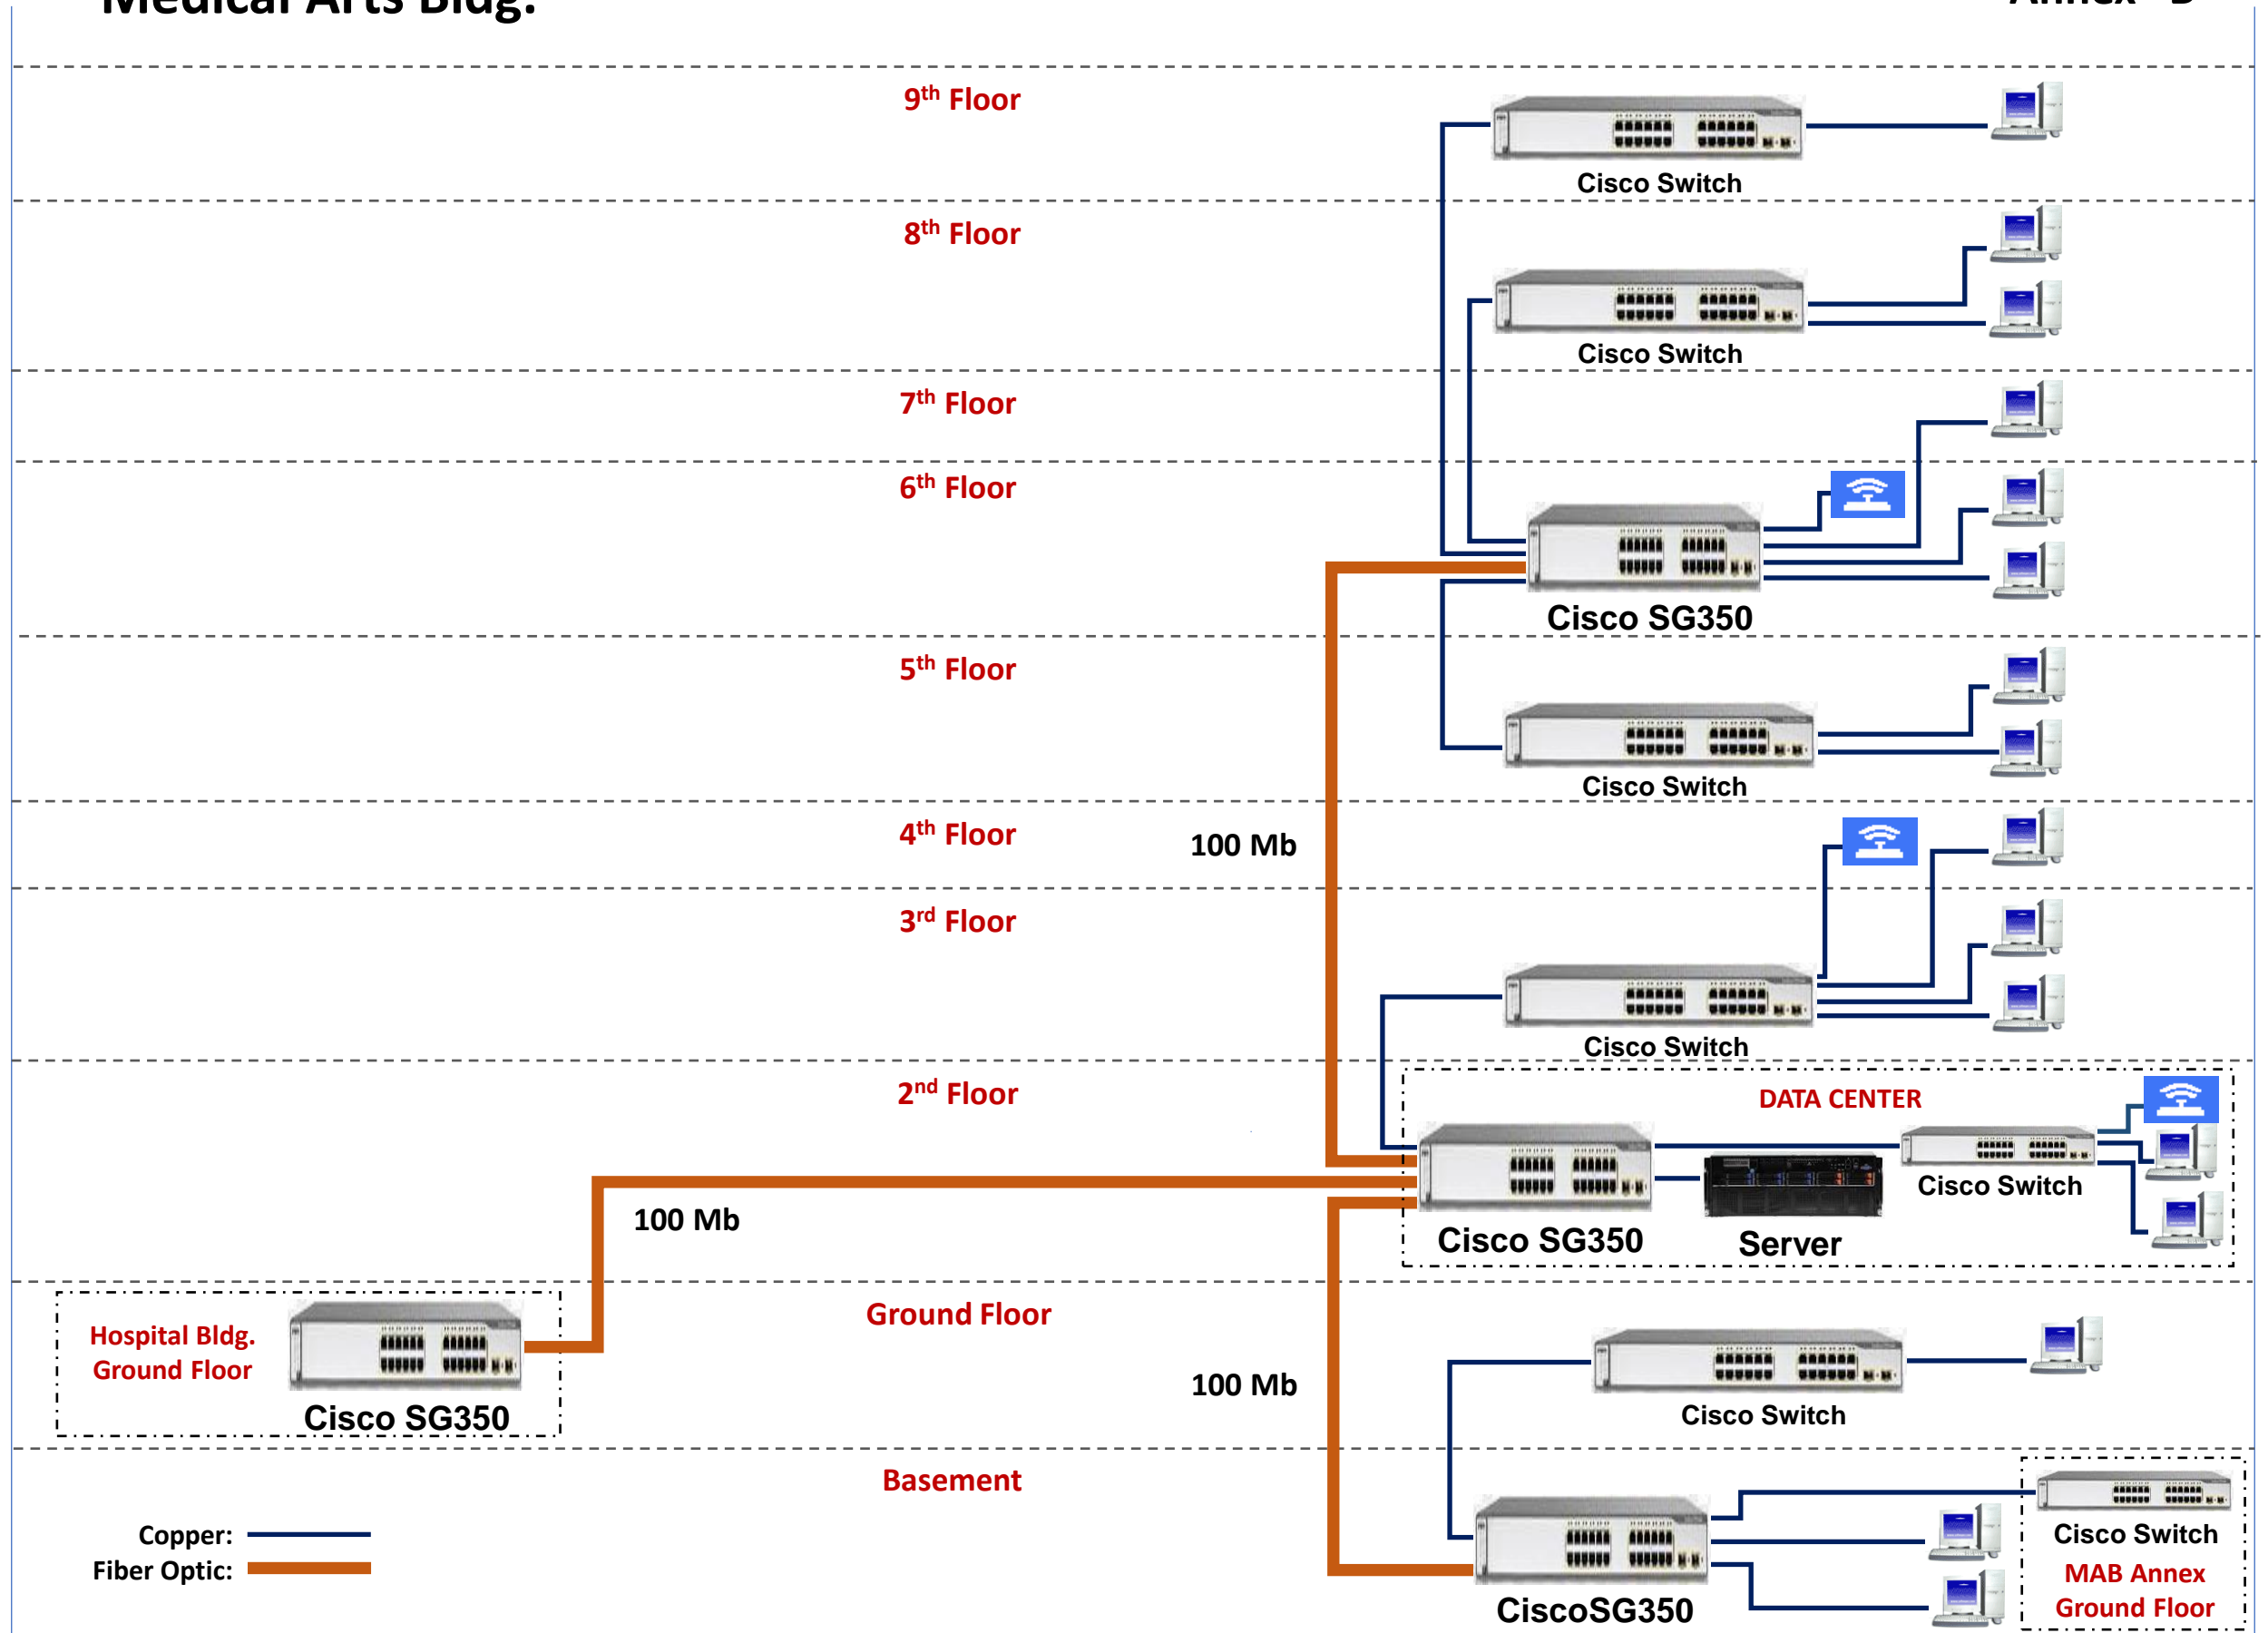 Medical Arts Bldg.
9th Floor
Cisco Switch
8th Floor
Cisco Switch
7th Floor
6th Floor
Cisco SG350
5th Floor
Cisco Switch
4th Floor
100 Mb
3rd Floor
Cisco Switch
2nd Floor
DATA CENTER
Cisco Switch
100 Mb
Cisco SG350
Server
Ground Floor
Hospital Bldg.
Ground Floor
Cisco SG350
100 Mb
Cisco Switch
Basement
Copper:
Fiber Optic:
CiscoSG350
Cisco Switch
MAB Annex
Ground Floor